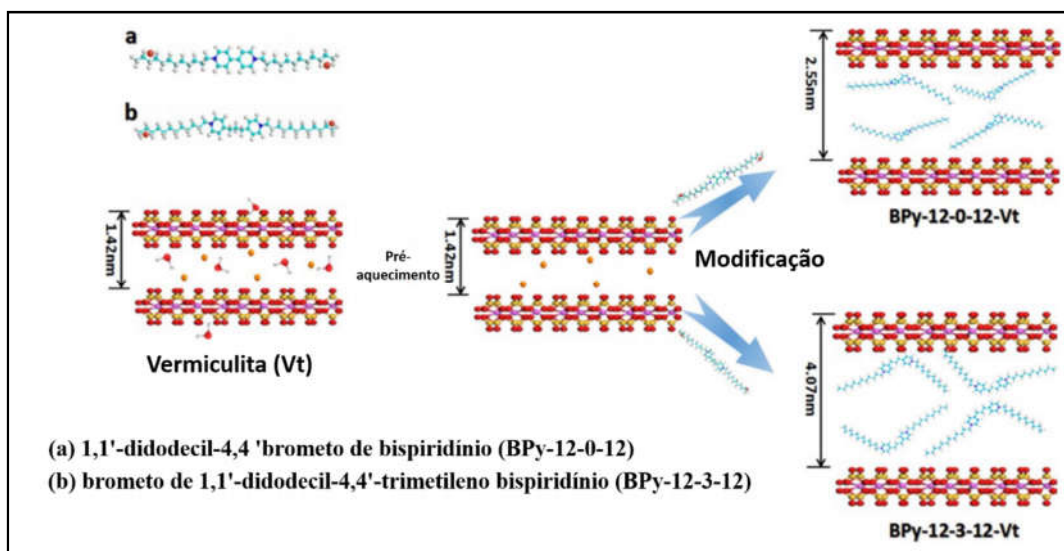 a
b
1.42nm
Vermiculita (Vt)
Pré-
aquecimento
1.42nm
Modificação
2.55nm
BPy-12-0-12-Vt
4.07nm
BPy-12-3-12-Vt
(a) 1,1'-didodecil-4,4 'brometo de bispiridínio (BPy-12-0-12)
(b) brometo de 1,1'-didodecil-4,4'-trimetileno bispiridínio (BPy-12-3-12)